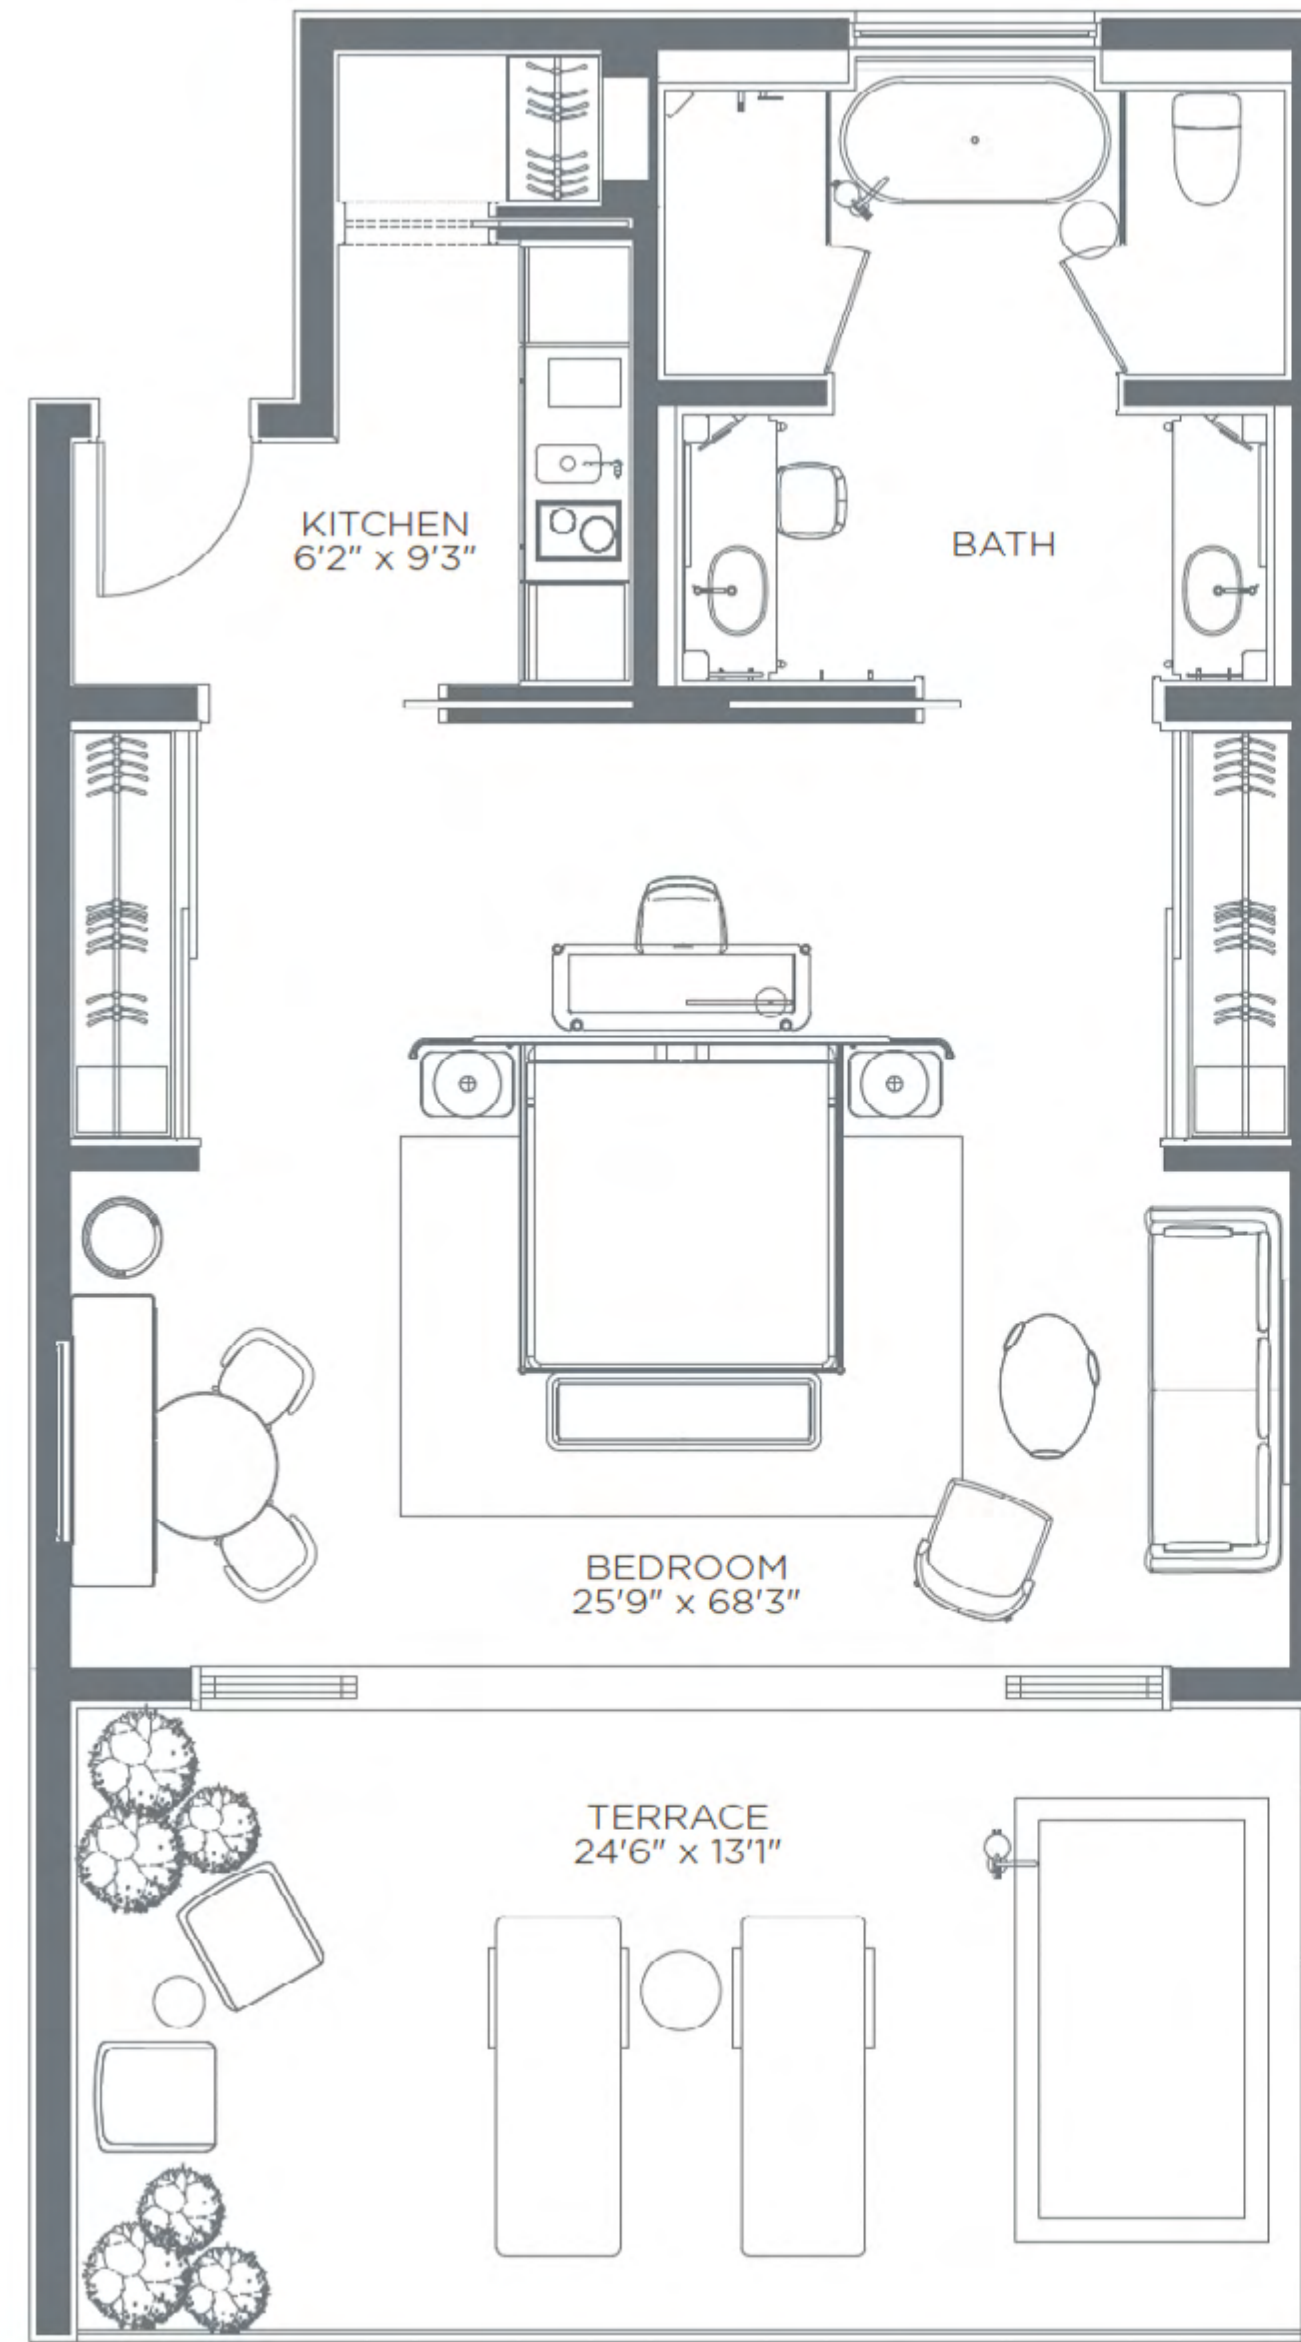 KITCHEN
6'2" x 9'3"
BATH
BEDROOM
25'9" x 68'3"
TERRACE
24'6" x 13'1"